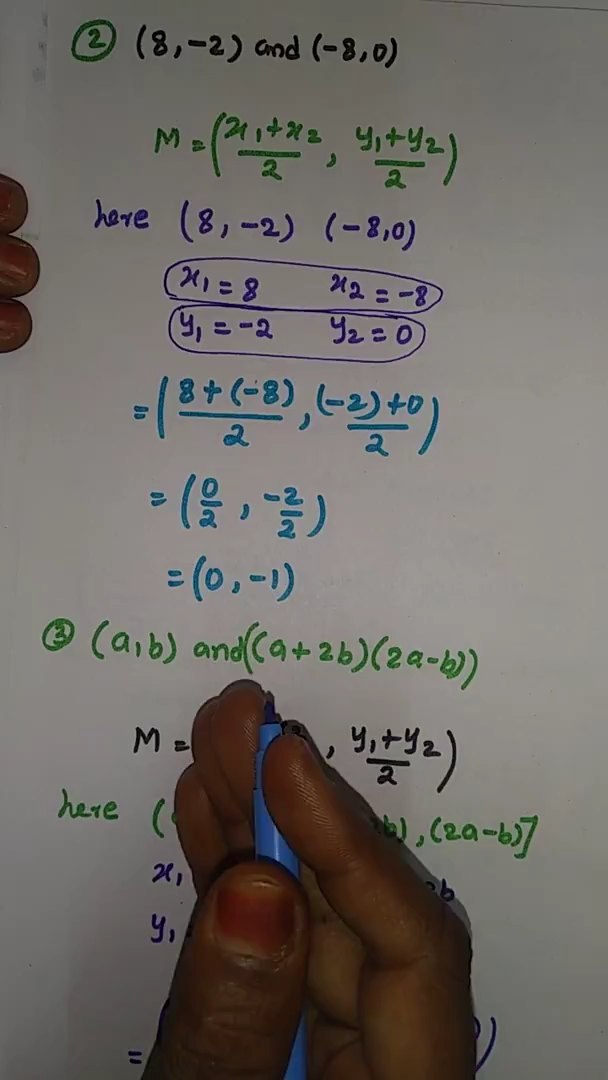 ② (8,-2) and (-8,0)
M = (x₁+x₂/2, y₁+y₂/2)
here (8,-2) (-8,0)
x₁ = 8 x₂ = -8
y₁ = -2 y₂ = 0
= (8+(-8)/2, (-2)+0/2)
= (0/2, -2/2)
= (0, -1)
③ (a,b) and ((a+2b)(2a-b))
M = , y₁+y₂/2)
here ( b), (2a-b)]
x₁ b
y₁
= )